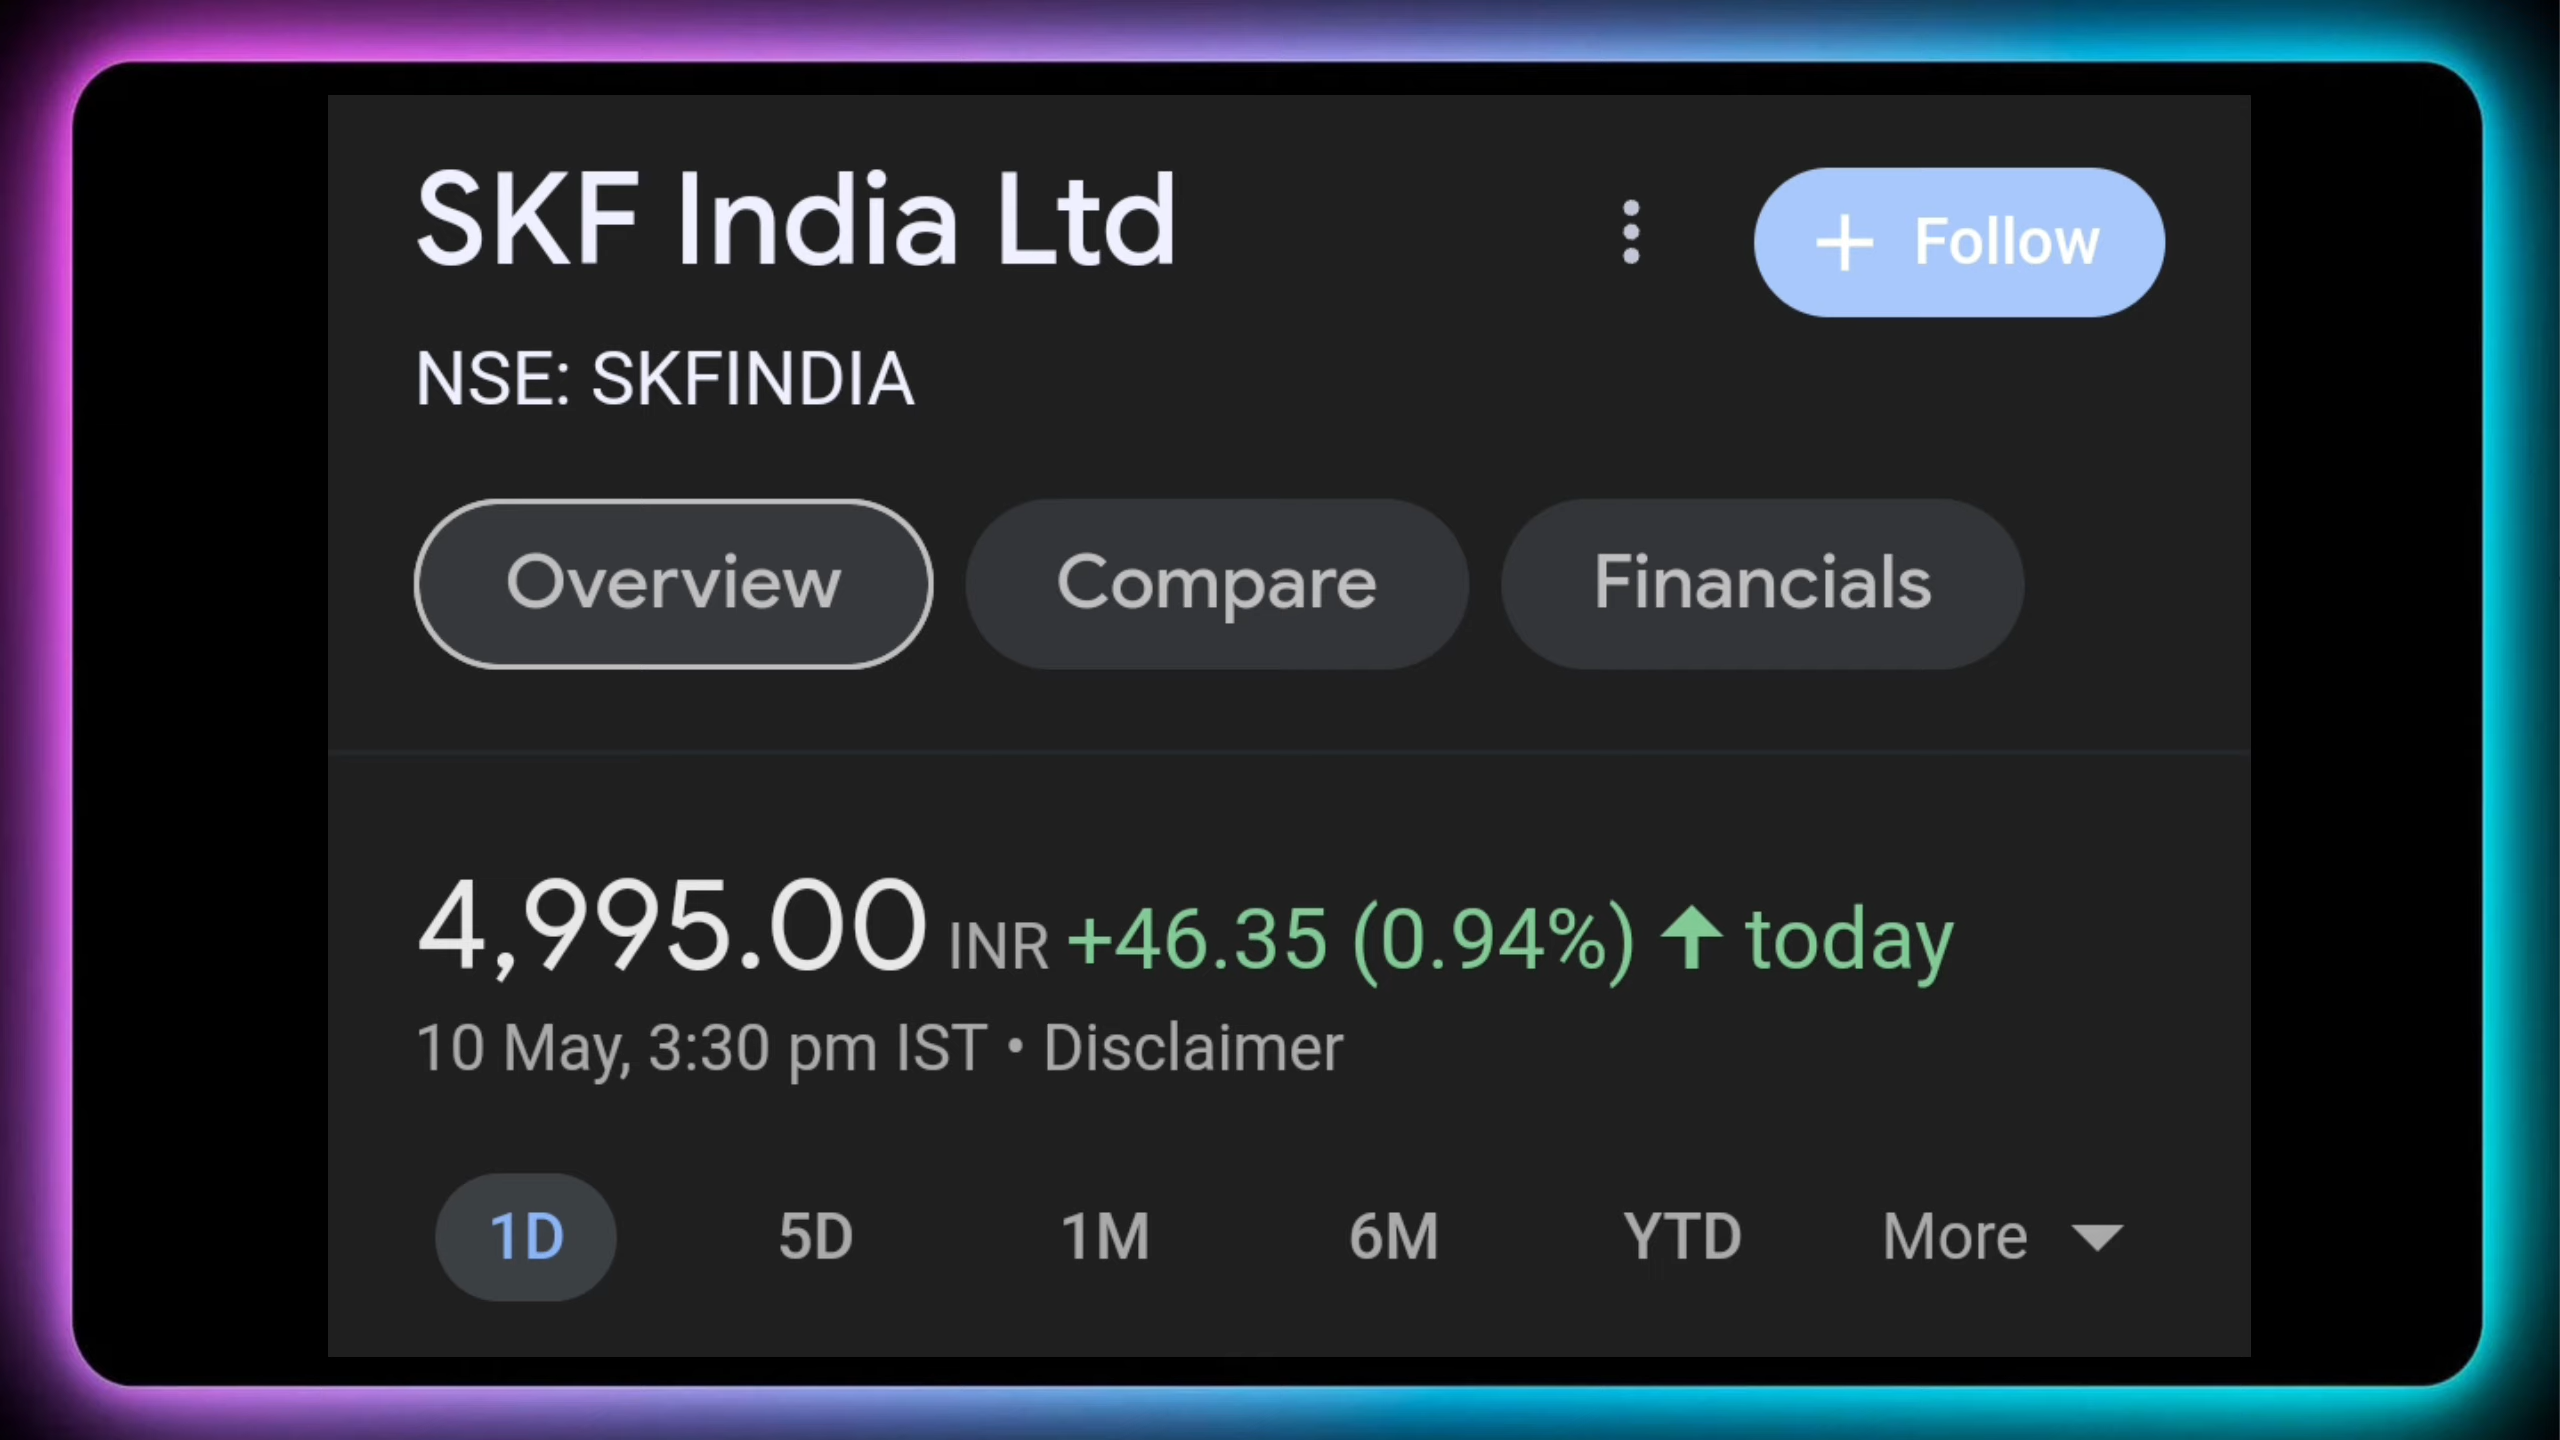 SKF India Ltd
+ Follow
NSE: SKFINDIA
Overview Compare Financials
4,995.00 INR +46.35 (0.94%) ↑ today
10 May, 3:30 pm IST • Disclaimer
1D 5D 1M 6M YTD More